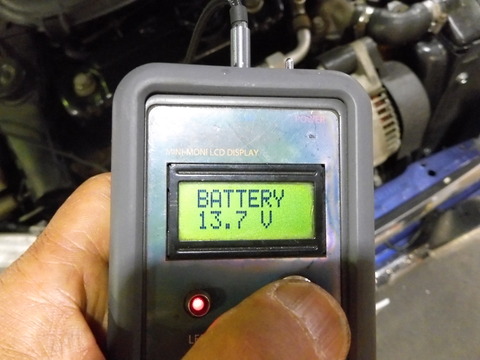 MINI-MONI LCD DISPLAY
BATTERY
13.7 V